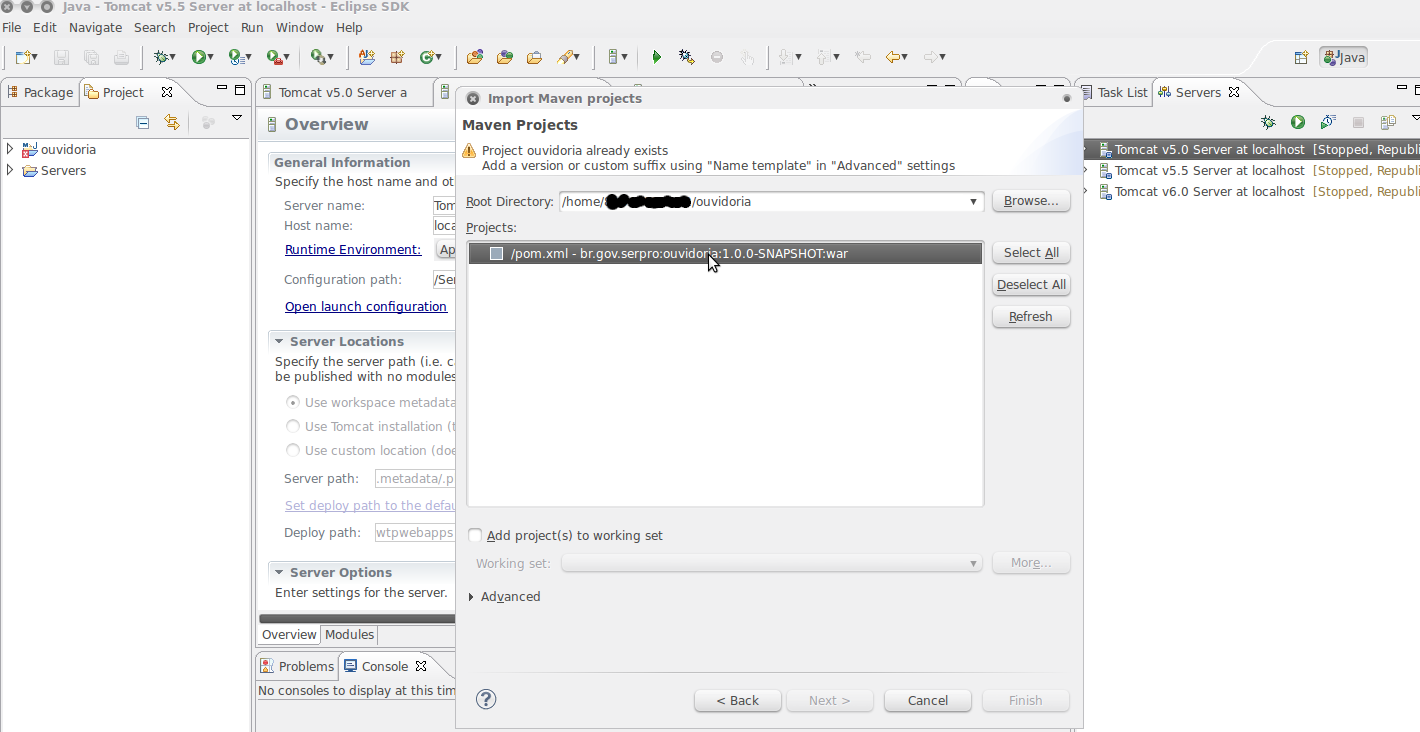 Java - Tomcat v5.5 Server at localhost - Eclipse SDK
File Edit Navigate Search Project Run Window Help
Java
Package Project
ouvidoria
Servers
Tomcat v5.0 Server a
Overview
General Information
Specify the host name and ot
Server name: Tom
Host name: loca
Runtime Environment: Ap
Configuration path: /Ser
Open launch configuration
Server Locations
Specify the server path (i.e. ca
be published with no modules
Use workspace metadata
Use Tomcat installation (t
Use custom location (doe
Server path: .metadata/.p
Set deploy path to the defau
Deploy path: wtpwebapps
Server Options
Enter settings for the server.
Overview Modules
Problems Console
No consoles to display at this tim
Import Maven projects
Maven Projects
Project ouvidoria already exists
Add a version or custom suffix using "Name template" in "Advanced" settings
Root Directory: /home/ /ouvidoria Browse...
Projects:
/pom.xml - br.gov.serpro:ouvidoria:1.0.0-SNAPSHOT:war
Select All
Deselect All
Refresh
Add project(s) to working set
Working set: More...
Advanced
? < Back Next > Cancel Finish
Task List Servers
Tomcat v5.0 Server at localhost [Stopped, Republi
Tomcat v5.5 Server at localhost [Stopped, Republi
Tomcat v6.0 Server at localhost [Stopped, Republi